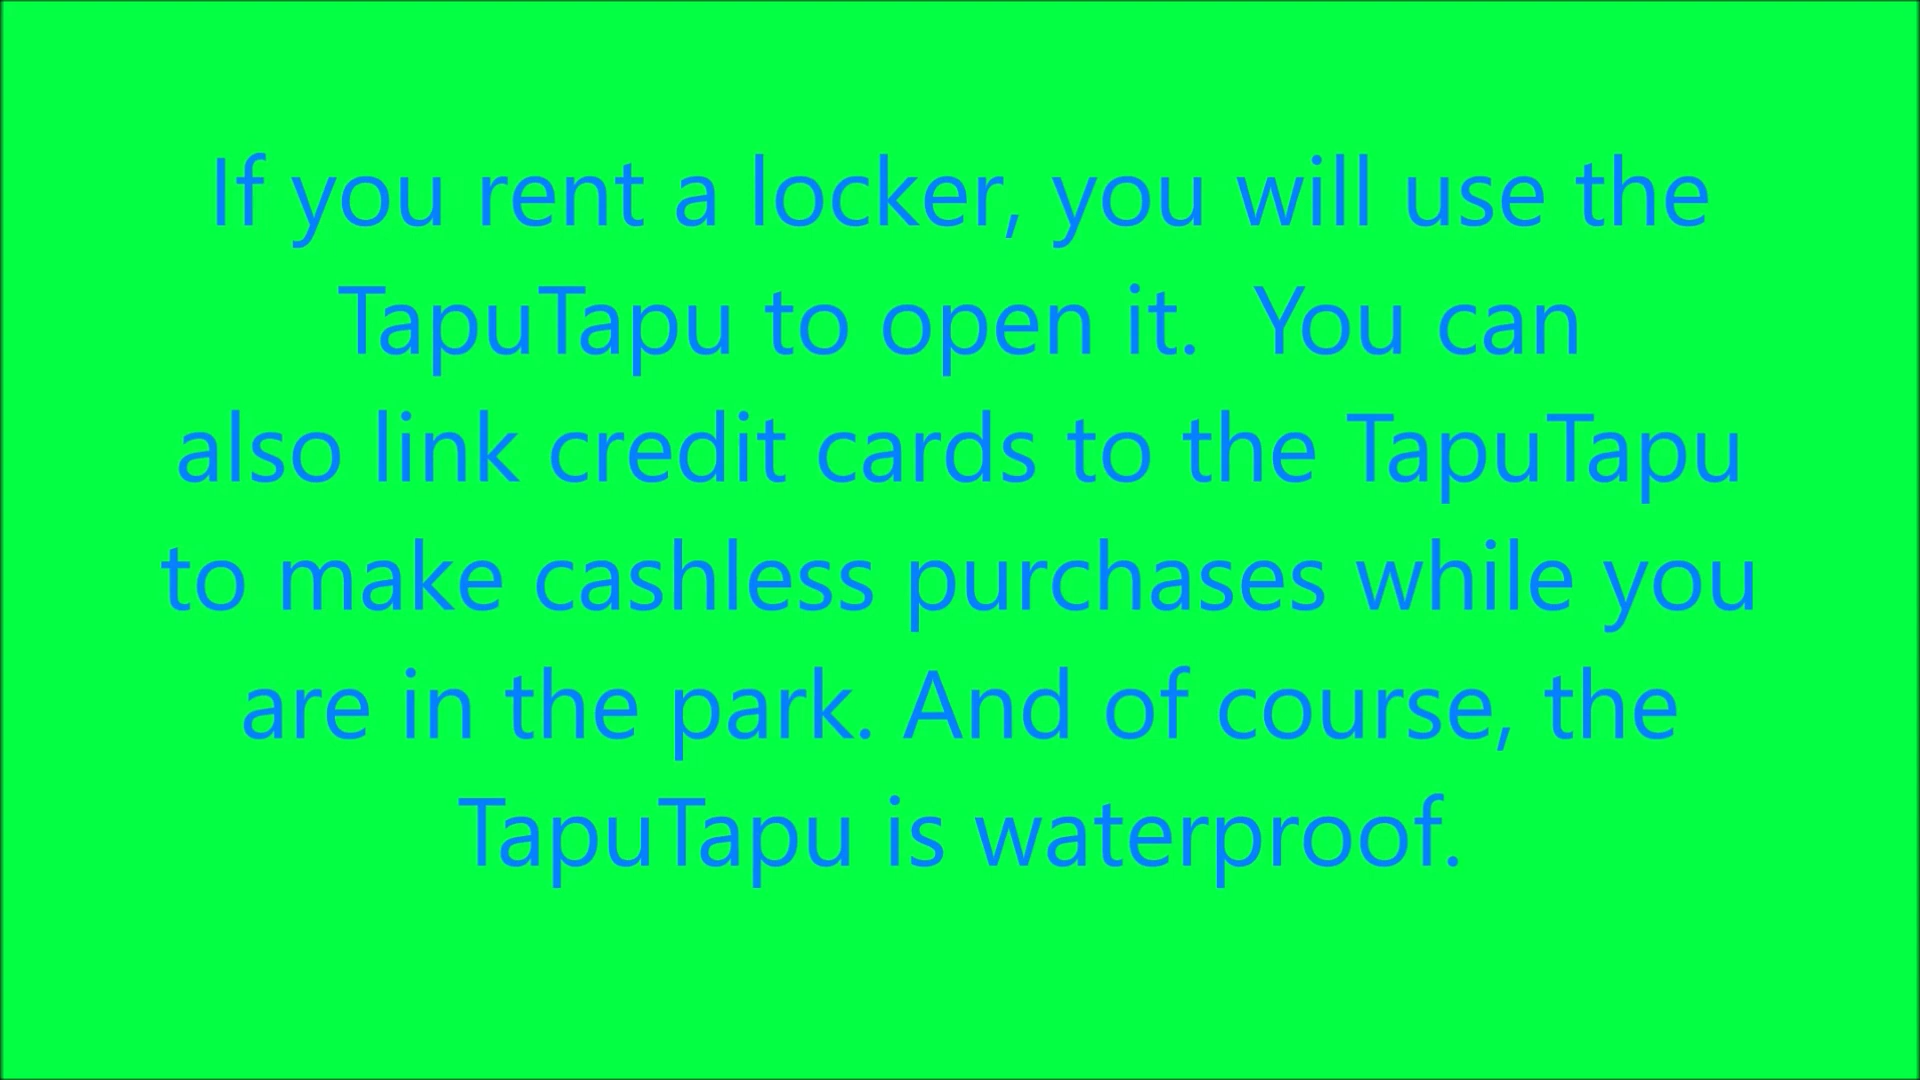 If you rent a locker, you will use the
TapuTapu to open it.  You can
also link credit cards to the TapuTapu
to make cashless purchases while you
are in the park. And of course, the
TapuTapu is waterproof.